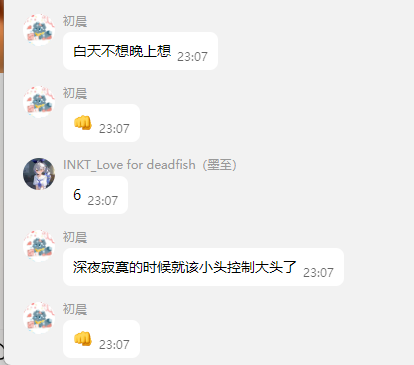 初晨
白天不想晚上想 23:07
初晨
👊 23:07
INKT_Love for deadfish（墨至）
6 23:07
初晨
深夜寂寞的时候就该小头控制大头了 23:07
初晨
👊 23:07